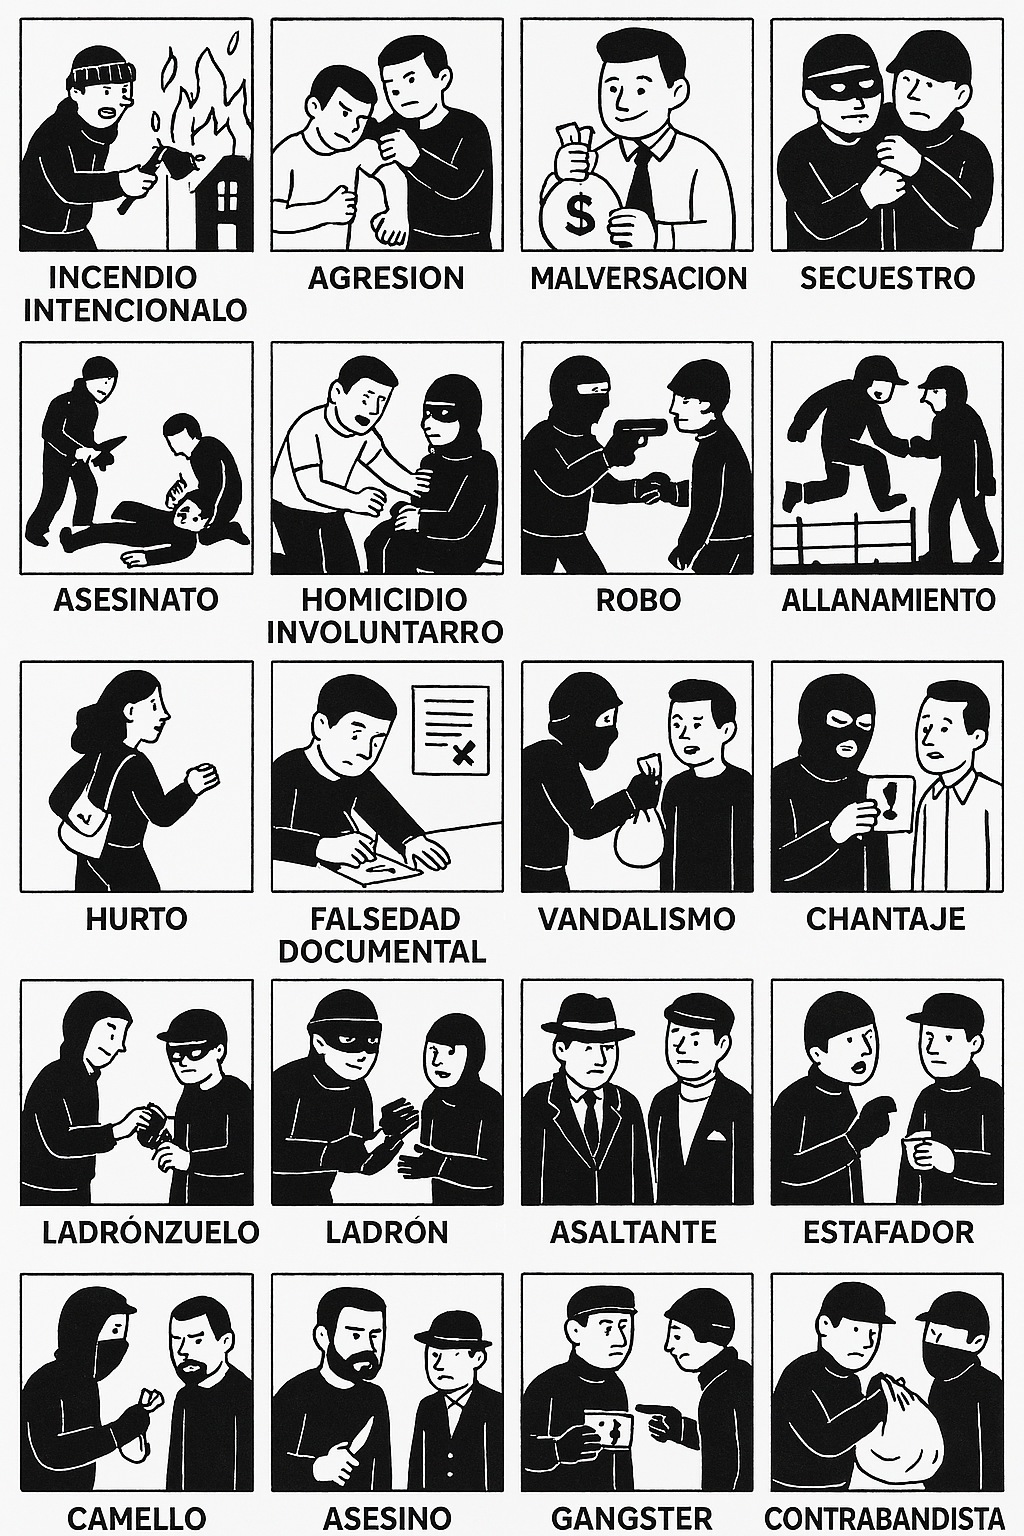 $
INCENDIO
INTENCIONALO
AGRESION
MALVERSACION
SECUESTRO
ASESINATO
HOMICIDIO
INVOLUNTARRO
ROBO
ALLANAMIENTO
HURTO
FALSEDAD
DOCUMENTAL
VANDALISMO
CHANTAJE
LADRÓNZUELO
LADRÓN
ASALTANTE
ESTAFADOR
CAMELLO
ASESINO
GANGSTER
CONTRABANDISTA